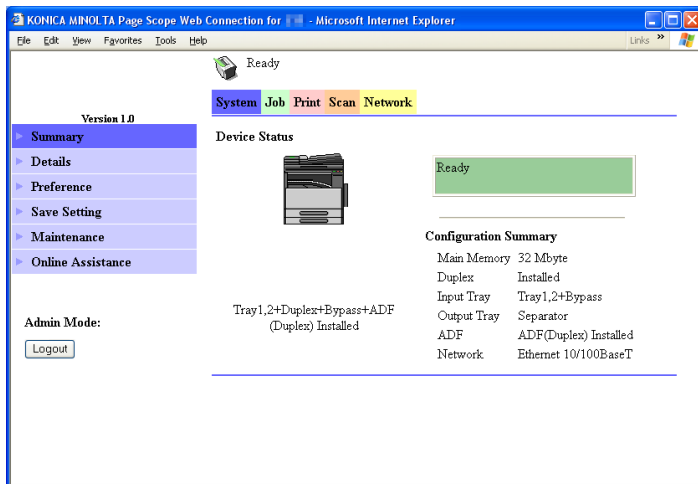 KONICA MINOLTA Page Scope Web Connection for - Microsoft Internet Explorer
File Edit View Favorites Tools Help Links »
Ready
System Job Print Scan Network
Version 1.0
Summary
Details
Preference
Save Setting
Maintenance
Online Assistance
Admin Mode:
Logout
Device Status
Tray1,2+Duplex+Bypass+ADF
(Duplex) Installed
Ready
Configuration Summary
Main Memory 32 Mbyte
Duplex Installed
Input Tray Tray1,2+Bypass
Output Tray Separator
ADF ADF(Duplex) Installed
Network Ethernet 10/100BaseT